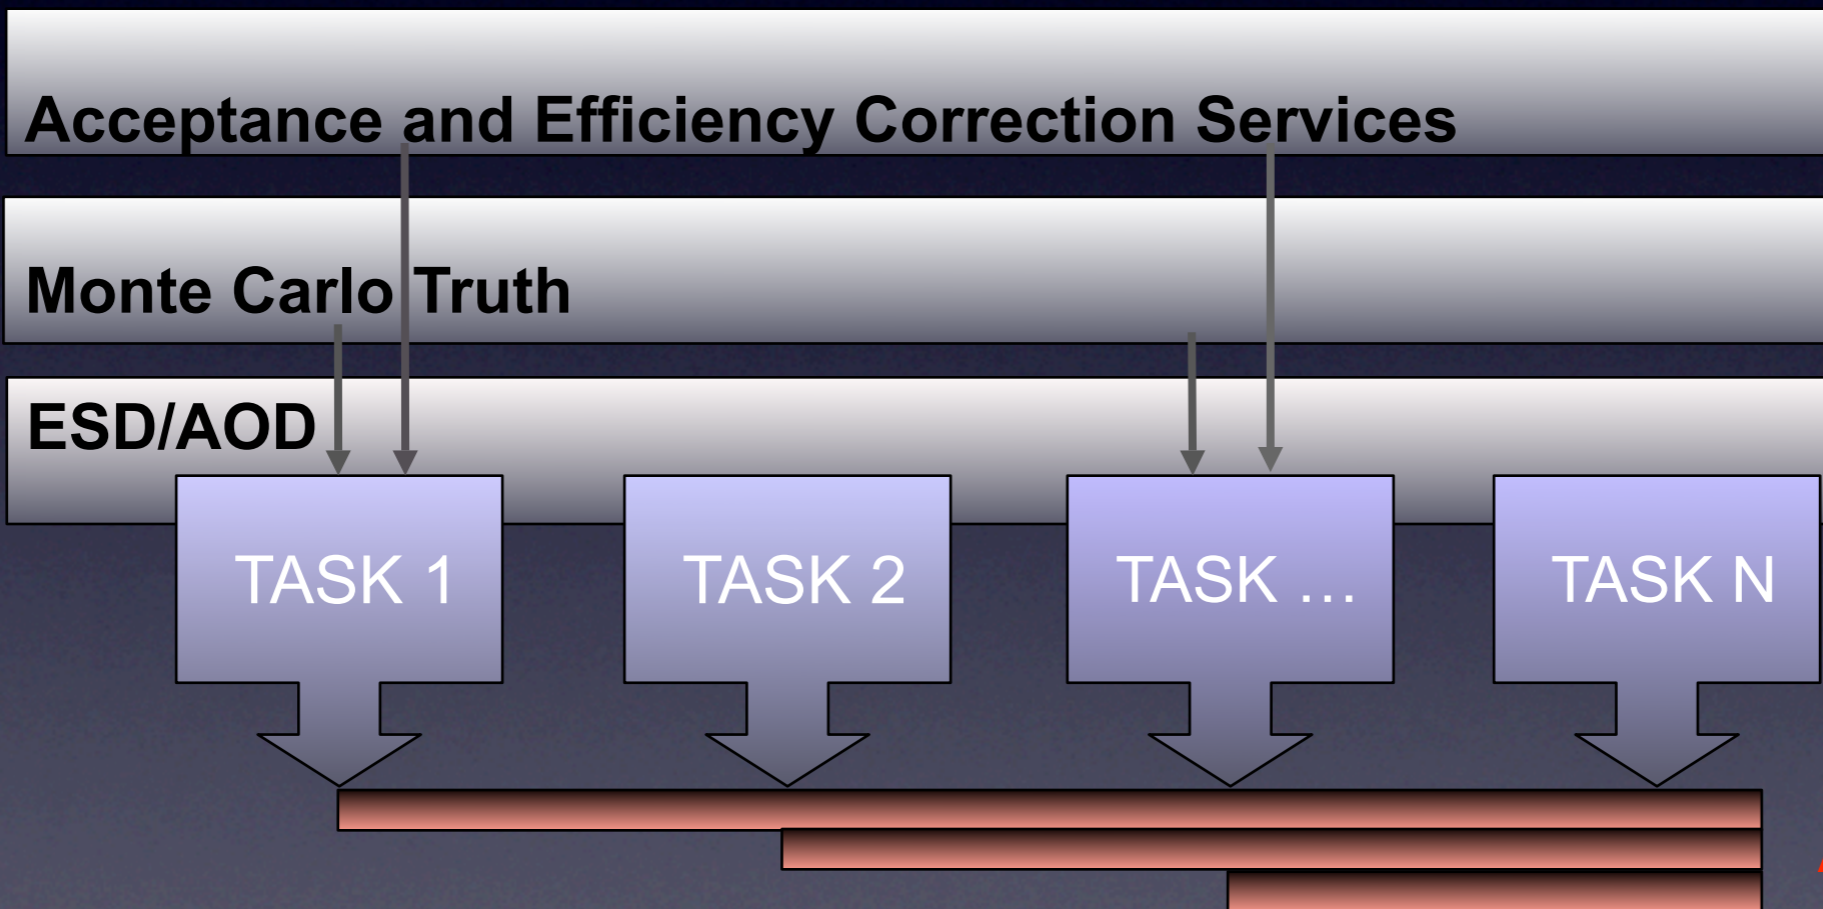 Acceptance and Efficiency Correction Services
Monte Carlo Truth
ESD/AOD
TASK 1
TASK 2
TASK …
TASK N